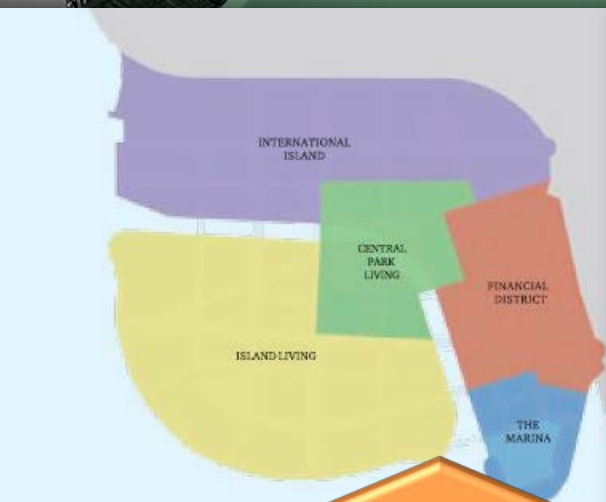 INTERNATIONAL
ISLAND
CENTRAL
PARK
LIVING
FINANCIAL
DISTRICT
ISLAND LIVING
THE
MARINA